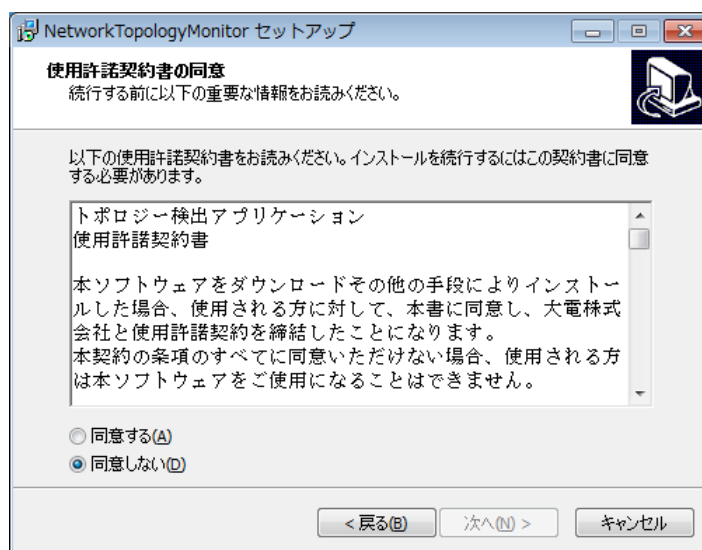 NetworkTopologyMonitor セットアップ
使用許諾契約書の同意
続行する前に以下の重要な情報をお読みください。
以下の使用許諾契約書をお読みください。インストールを続行するにはこの契約書に同意
する必要があります。
トポロジー検出アプリケーション
使用許諾契約書
本ソフトウェアをダウンロードその他の手段によりインストー
ルした場合、使用される方に対して、本書に同意し、大電株式
会社と使用許諾契約を締結したことになります。
本契約の条項のすべてに同意いただけない場合、使用される方
は本ソフトウェアをご使用になることはできません。
同意する(A)
同意しない(D)
< 戻る(B) 次へ(N) > キャンセル